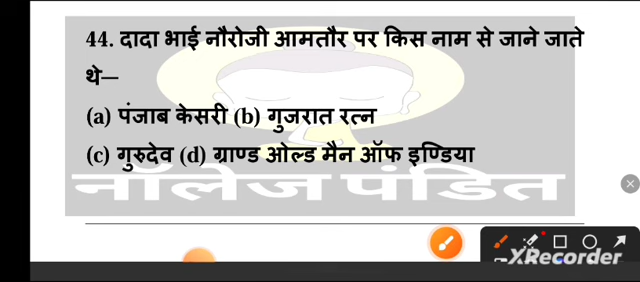 44. दादा भाई नौरोजी आमतौर पर किस नाम से जाने जाते
थे—
(a) पंजाब केसरी (b) गुजरात रत्न
(c) गुरुदेव (d) ग्राण्ड ओल्ड मैन ऑफ इण्डिया
नॉलेज पंडित
XRecorder